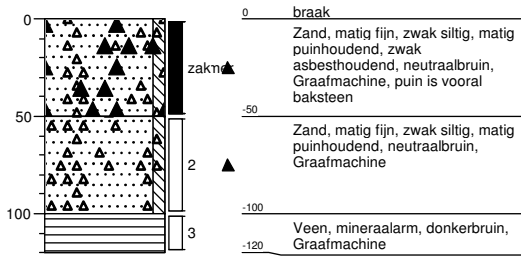 0
50
100
zakme
2
3
0
braak
Zand, matig fijn, zwak siltig, matig
puinhoudend, zwak
asbesthoudend, neutraalbruin,
Graafmachine, puin is vooral
baksteen
-50
Zand, matig fijn, zwak siltig, matig
puinhoudend, neutraalbruin,
Graafmachine
-100
Veen, mineraalarm, donkerbruin,
Graafmachine
-120